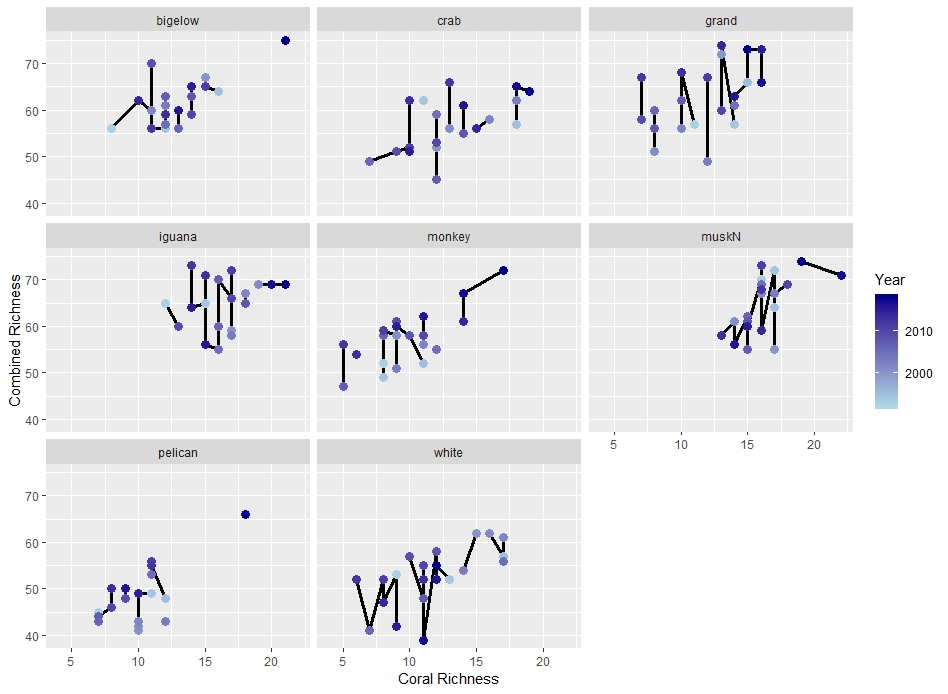 bigelow crab grand
70
60
50
40
iguana monkey muskN
70
60
50
40
5 10 15 20
pelican white
70
60
50
40
5 10 15 20 5 10 15 20
Coral Richness
Combined Richness
Year
2010
2000